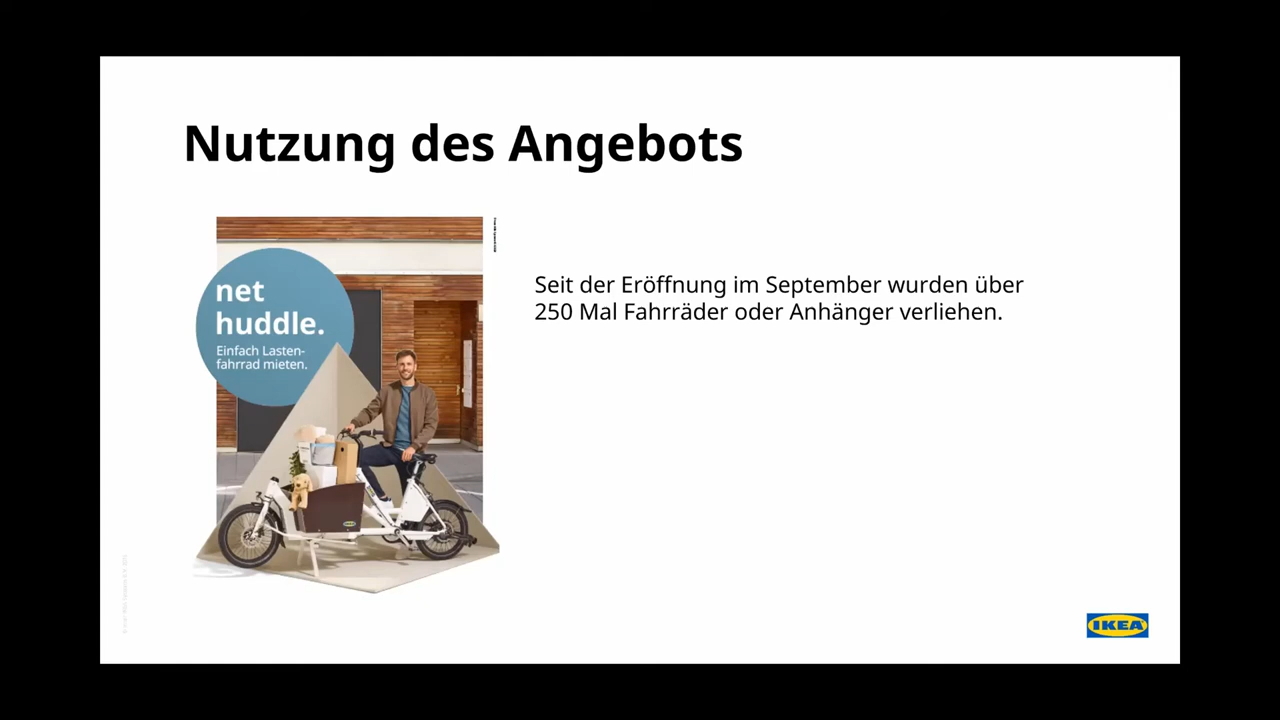 Nutzung des Angebots
net
huddle.
Einfach Lasten-
fahrrad mieten.
Seit der Eröffnung im September wurden über
250 Mal Fahrräder oder Anhänger verliehen.
IKEA
IKEA